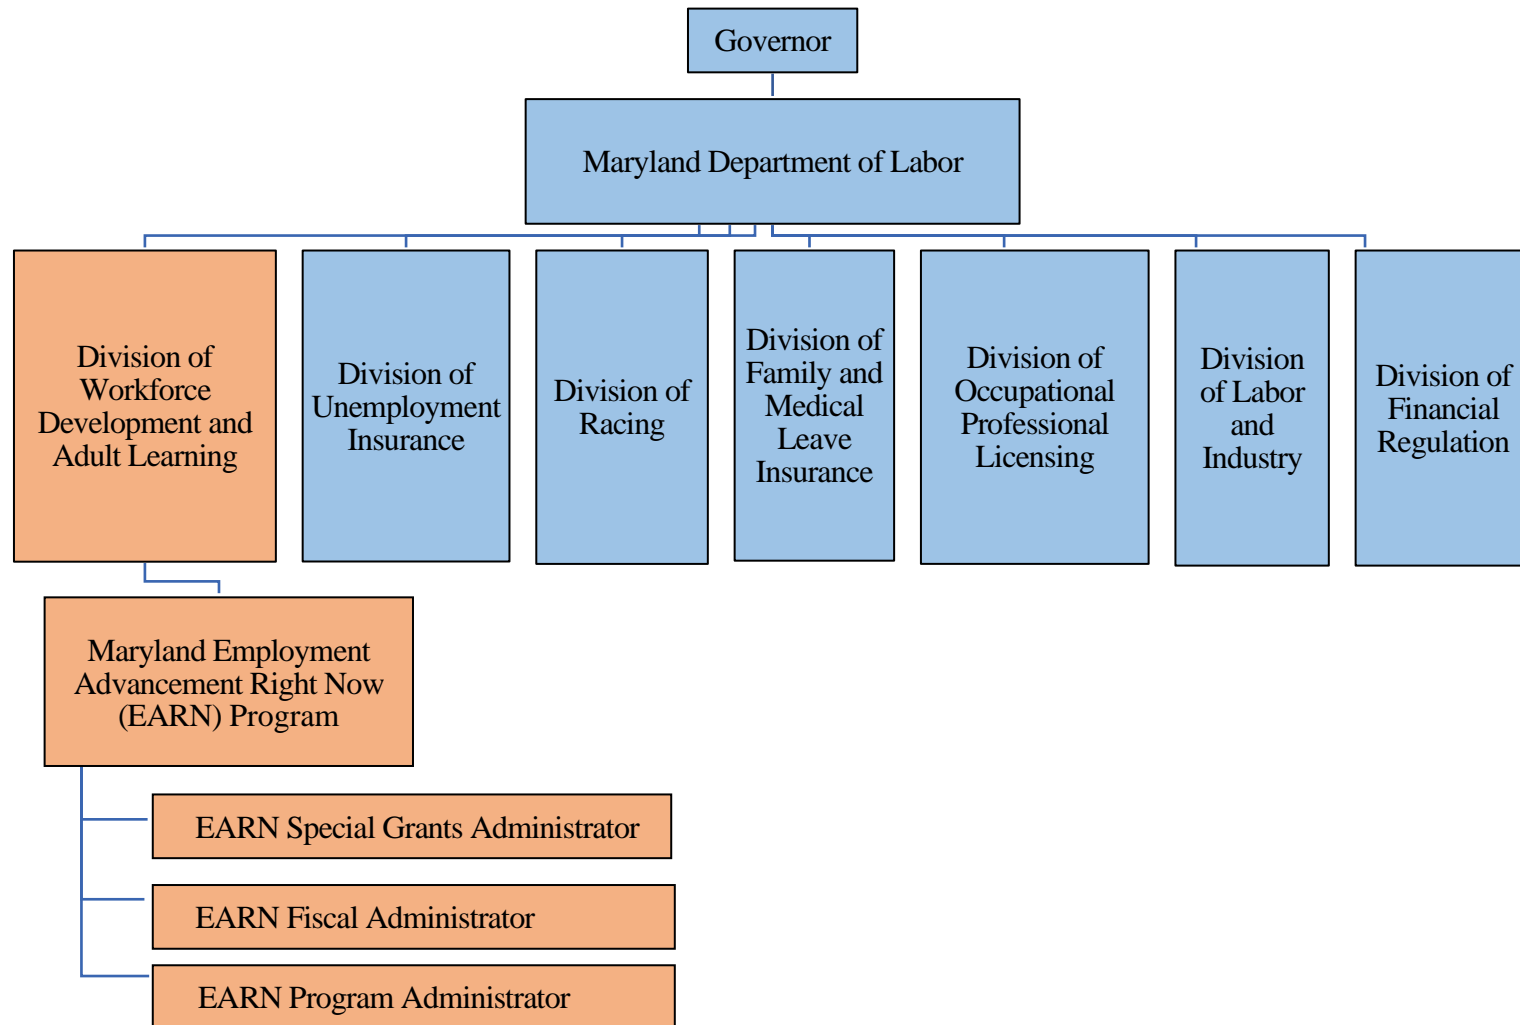 Governor
Maryland Department of Labor
Division of
Workforce
Development and
Adult Learning
Division of
Unemployment
Insurance
Division of
Racing
Division of
Family and
Medical
Leave
Insurance
Division of
Occupational
Professional
Licensing
Division
of Labor
and
Industry
Division of
Financial
Regulation
Maryland Employment
Advancement Right Now
(EARN) Program
EARN Special Grants Administrator
EARN Fiscal Administrator
EARN Program Administrator